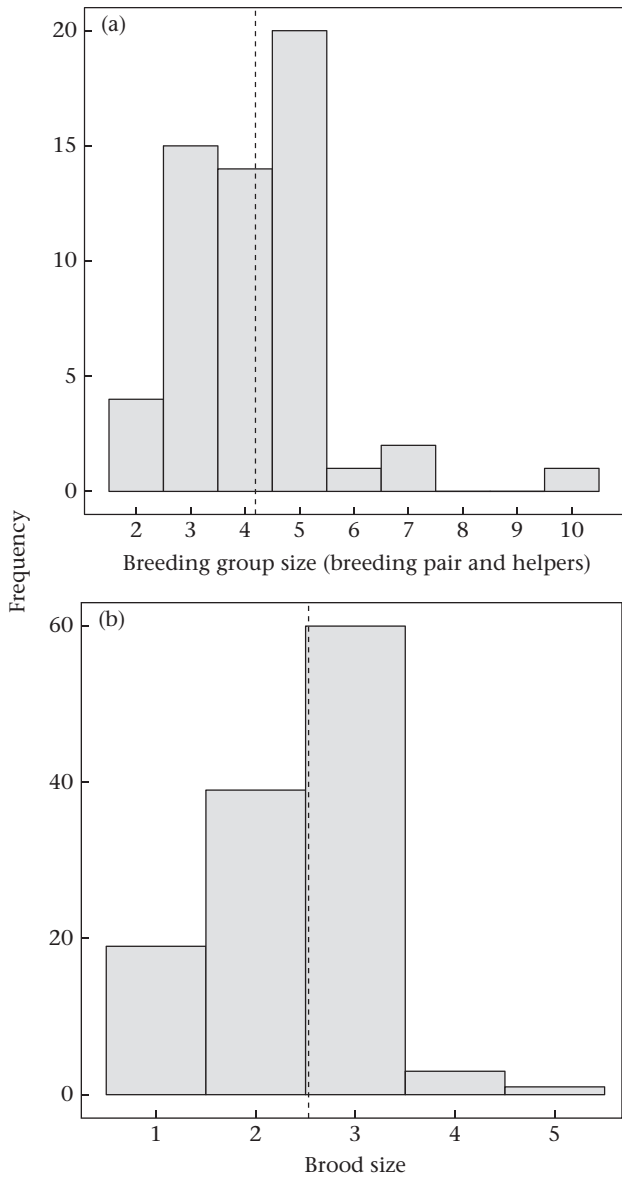 (a)
20
15
10
5
0
2 3 4 5 6 7 8 9 10
Breeding group size (breeding pair and helpers)
Frequency
(b)
60
40
20
0
1 2 3 4 5
Brood size